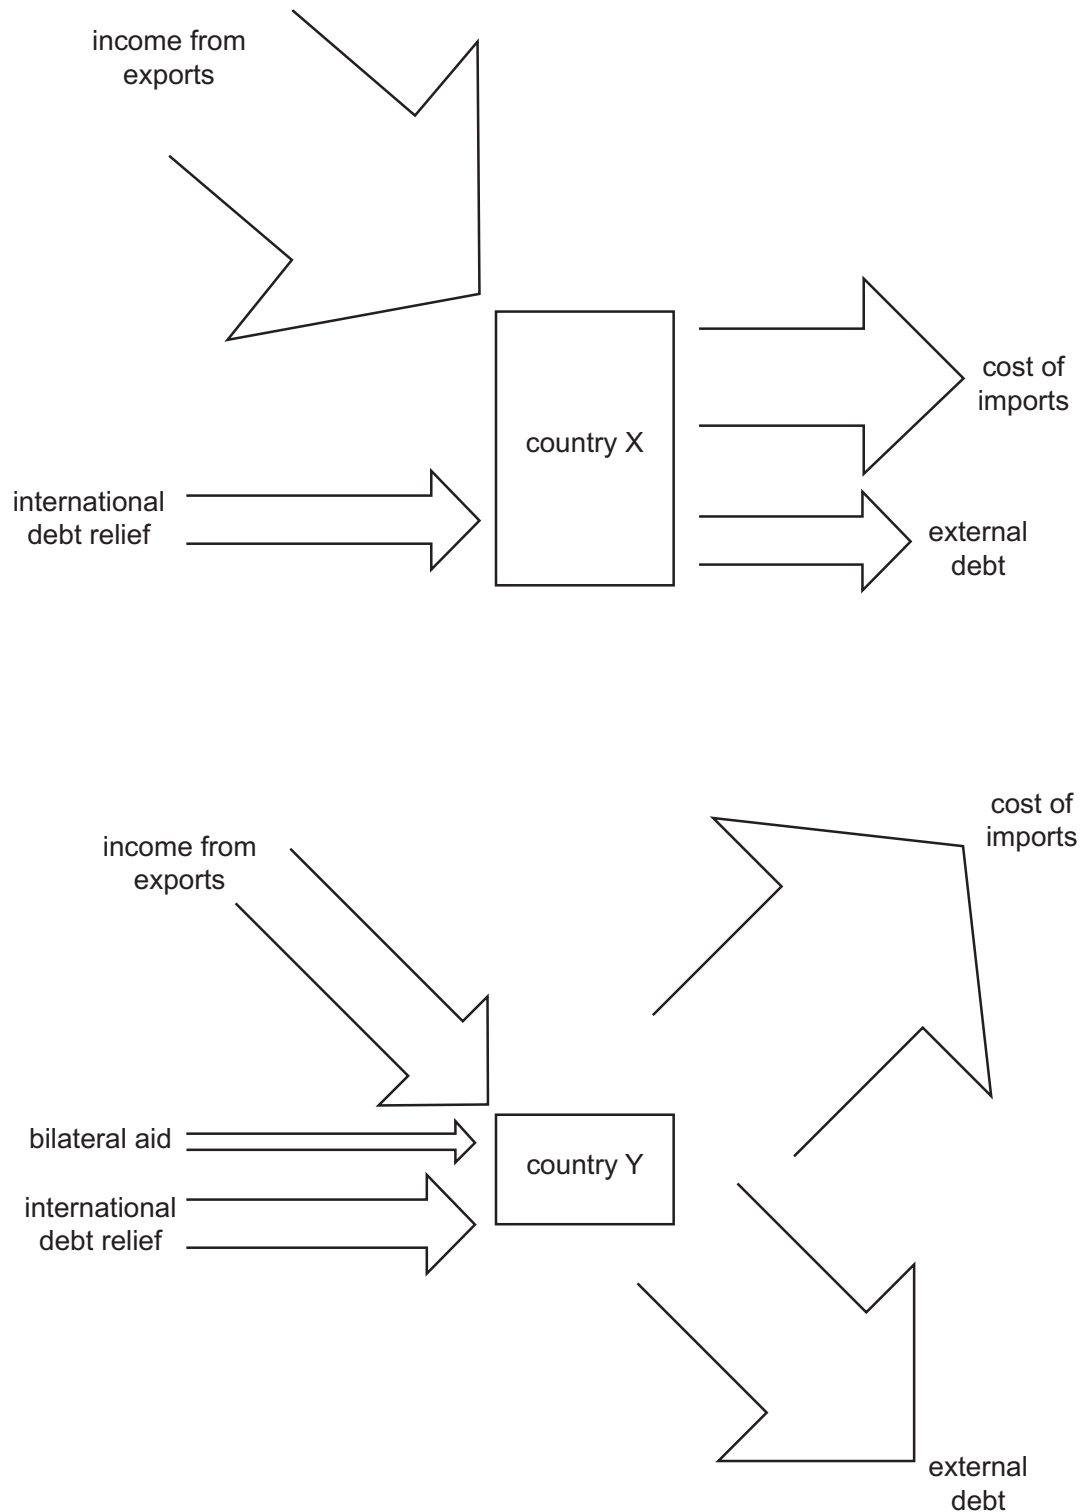 income from
exports
cost of
imports
country X
international
debt relief
external
debt
cost of
imports
income from
exports
bilateral aid
country Y
international
debt relief
external
debt